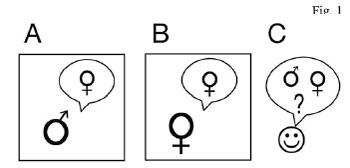 Fig. 1
A B C
♀ ♀ ♂ ♀
?
♂ ♀